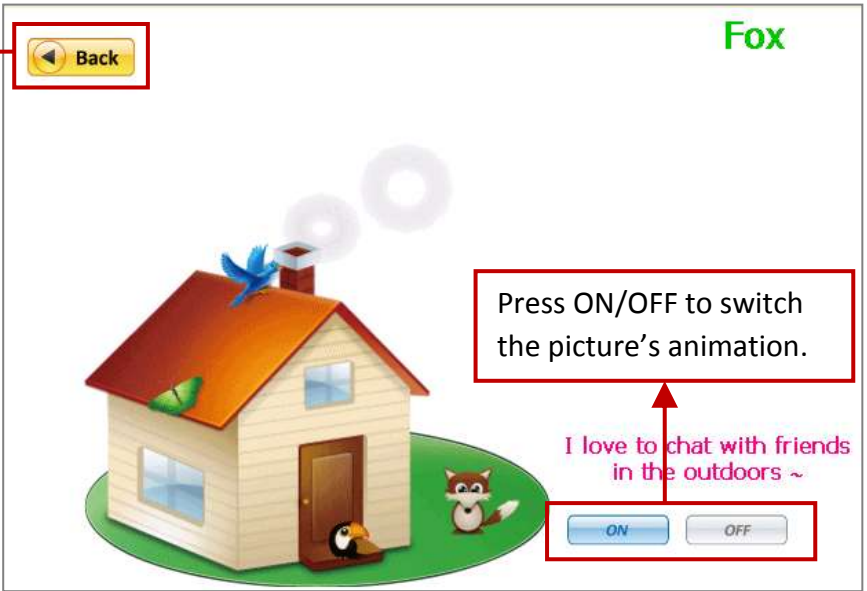 Back
Fox
Press ON/OFF to switch
the picture’s animation.
I love to chat with friends
in the outdoors ~
ON
OFF